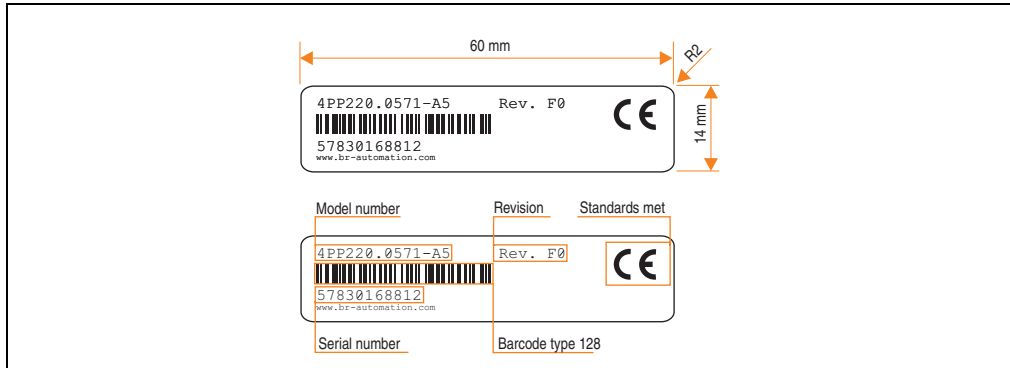 60 mm
R2
4PP220.0571-A5 Rev. F0
CE
14 mm
57830168812
www.br-automation.com
Model number Revision Standards met
4PP220.0571-A5 Rev. F0
CE
57830168812
www.br-automation.com
Serial number Barcode type 128